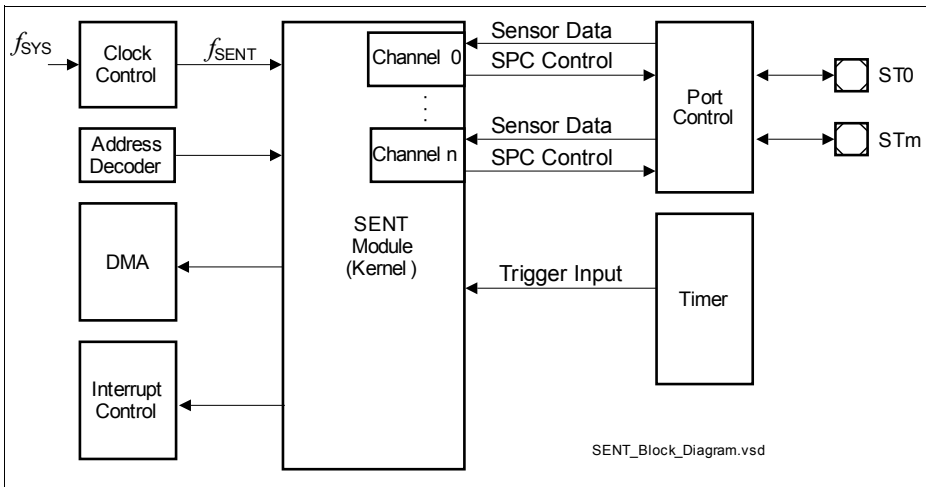 fSYS
Clock
Control
fSENT
Address
Decoder
DMA
Interrupt
Control
SENT
Module
(Kernel )
Channel 0
Channel n
Sensor Data
SPC Control
Sensor Data
SPC Control
Trigger Input
Port
Control
Timer
ST0
STm
SENT_Block_Diagram.vsd